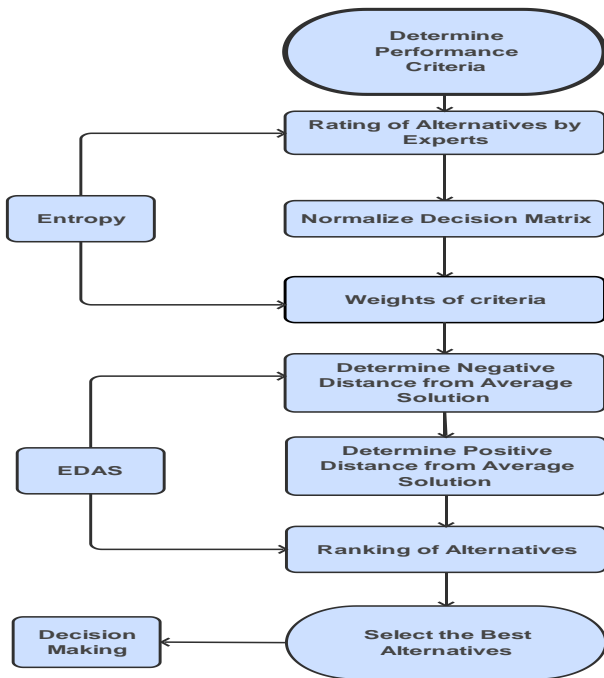 Determine
Performance
Criteria
Rating of Alternatives by
Experts
Entropy
Normalize Decision Matrix
Weights of criteria
Determine Negative
Distance from Average
Solution
EDAS
Determine Positive
Distance from Average
Solution
Ranking of Alternatives
Decision
Making
Select the Best
Alternatives